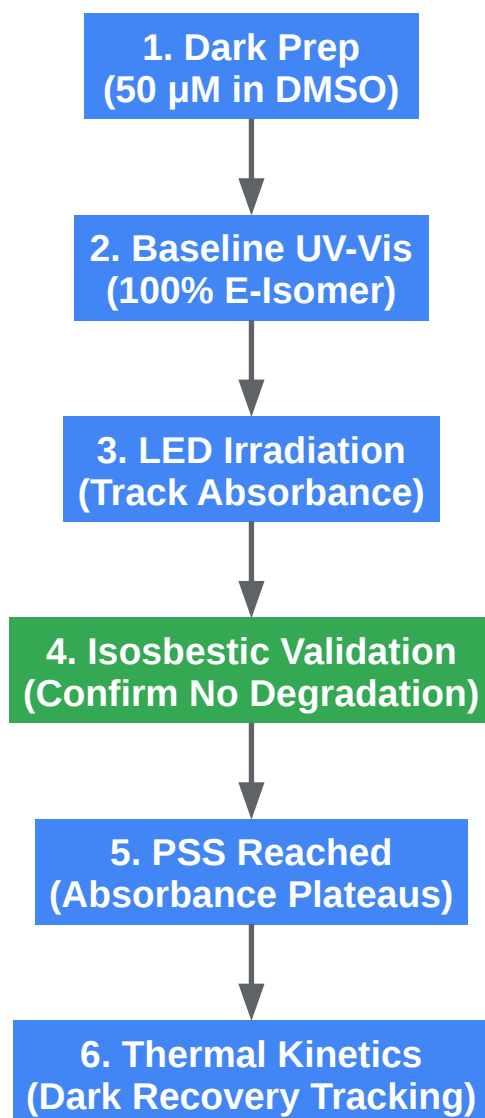 1. Dark Prep
(50 µM in DMSO)
2. Baseline UV-Vis
(100% E-Isomer)
3. LED Irradiation
(Track Absorbance)
4. Isosbestic Validation
(Confirm No Degradation)
5. PSS Reached
(Absorbance Plateaus)
6. Thermal Kinetics
(Dark Recovery Tracking)